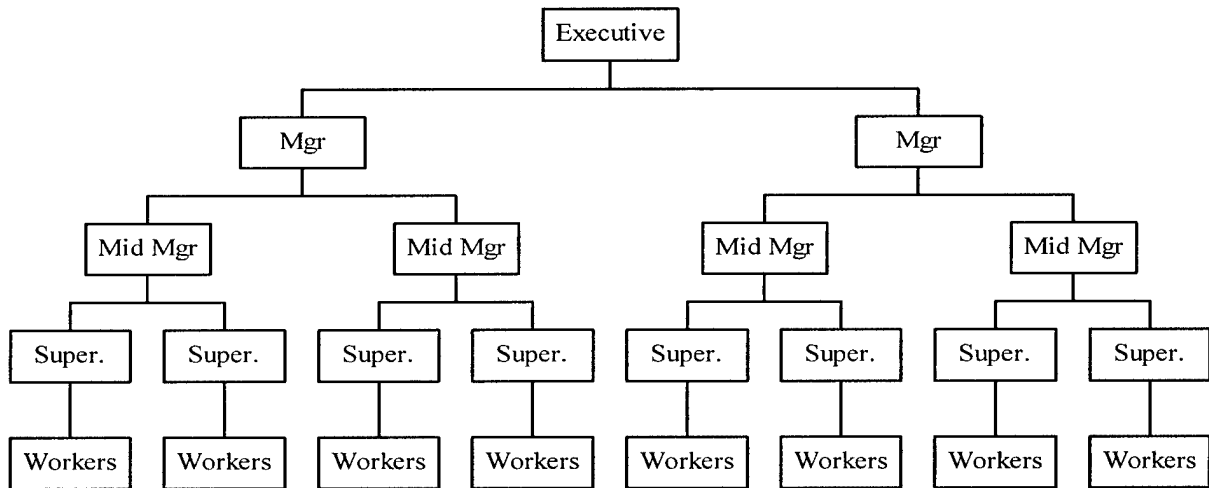 Executive
Mgr Mgr
Mid Mgr Mid Mgr Mid Mgr Mid Mgr
Super. Super. Super. Super. Super. Super. Super. Super.
Workers Workers Workers Workers Workers Workers Workers Workers